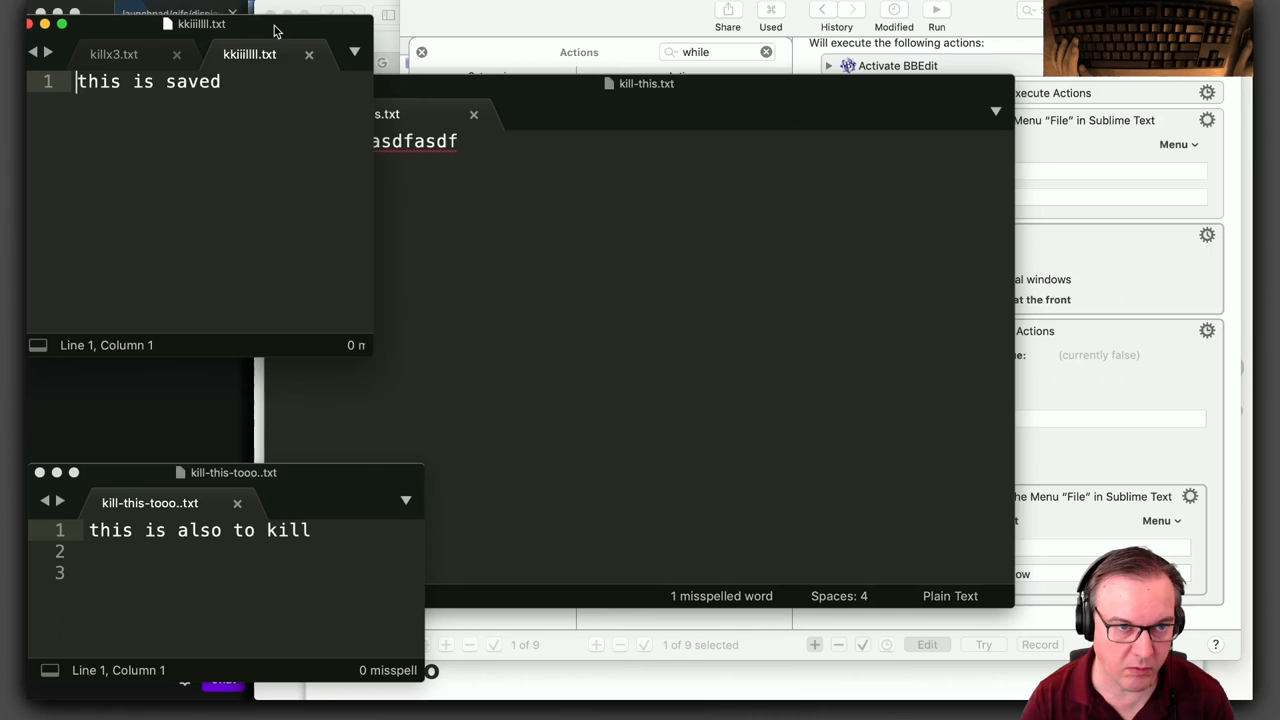 kkiiillll.txt
killx3.txt
kkiiillll.txt
1 this is saved
Line 1, Column 1
Share
Used
History
Modified
Run
Actions
while
Will execute the following actions:
Activate BBEdit
kill-this.txt
s.txt
asdfasdf
xecute Actions
Menu “File” in Sublime Text
Menu
al windows
at the front
Actions
ue:
(currently false)
he Menu “File” in Sublime Text
t
Menu
ow
kill-this-tooo..txt
kill-this-tooo..txt
1 this is also to kill
2
3
Line 1, Column 1
0 misspell
1 misspelled word
Spaces: 4
Plain Text
1 of 9
1 of 9 selected
Edit
Try
Record
?